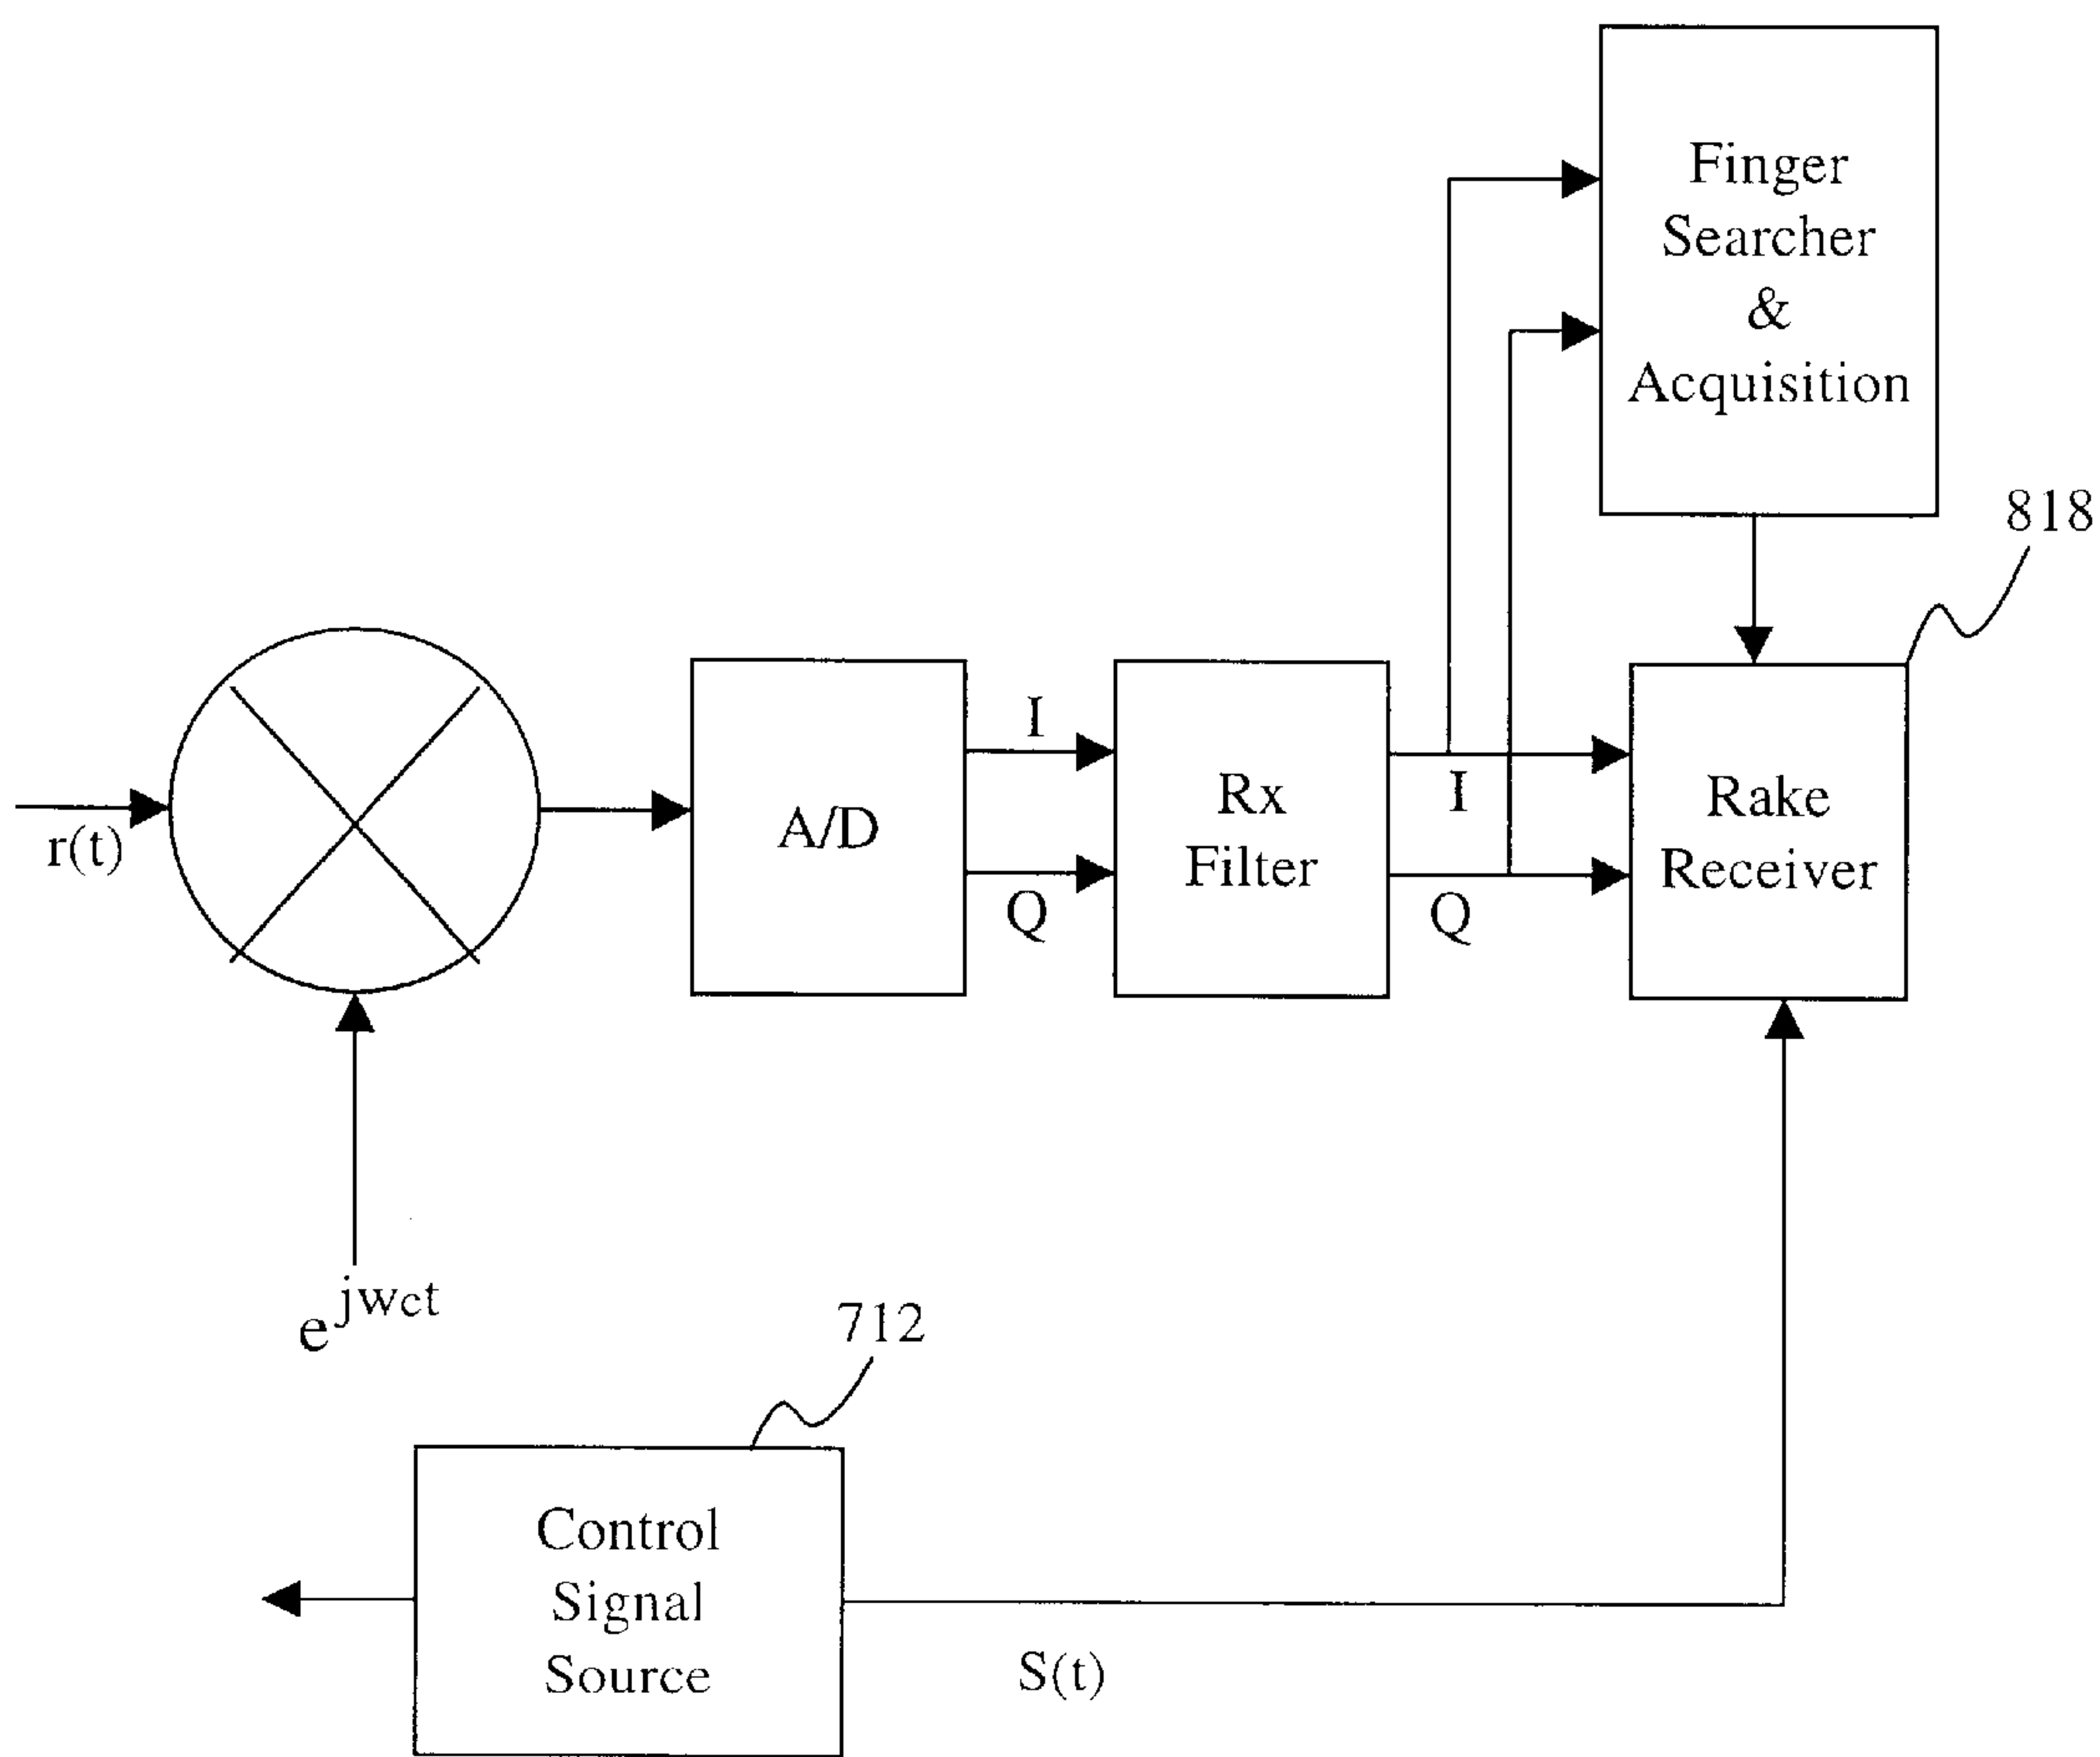 Finger
Searcher
&
Acquisition
818
I
I
Rx
Filter
Rake
Receiver
A/D
r(t)
Q
Q
e^jwct
712
Control
Signal
Source
S(t)